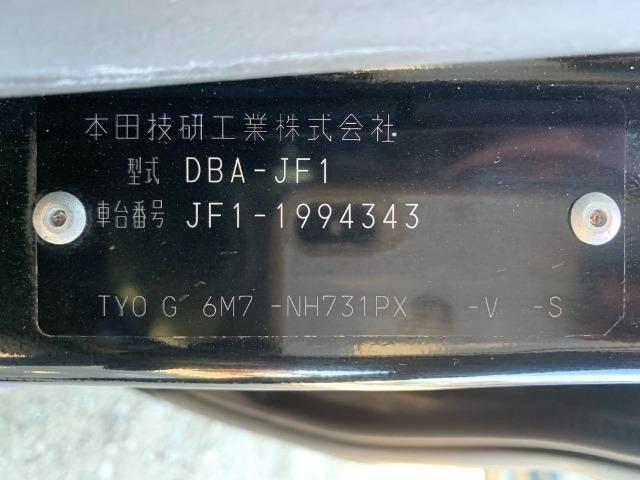 本田技研工業株式会社
型式 DBA-JF1
車台番号 JF1-1994343
TYO G 6M7 -NH731PX -V -S